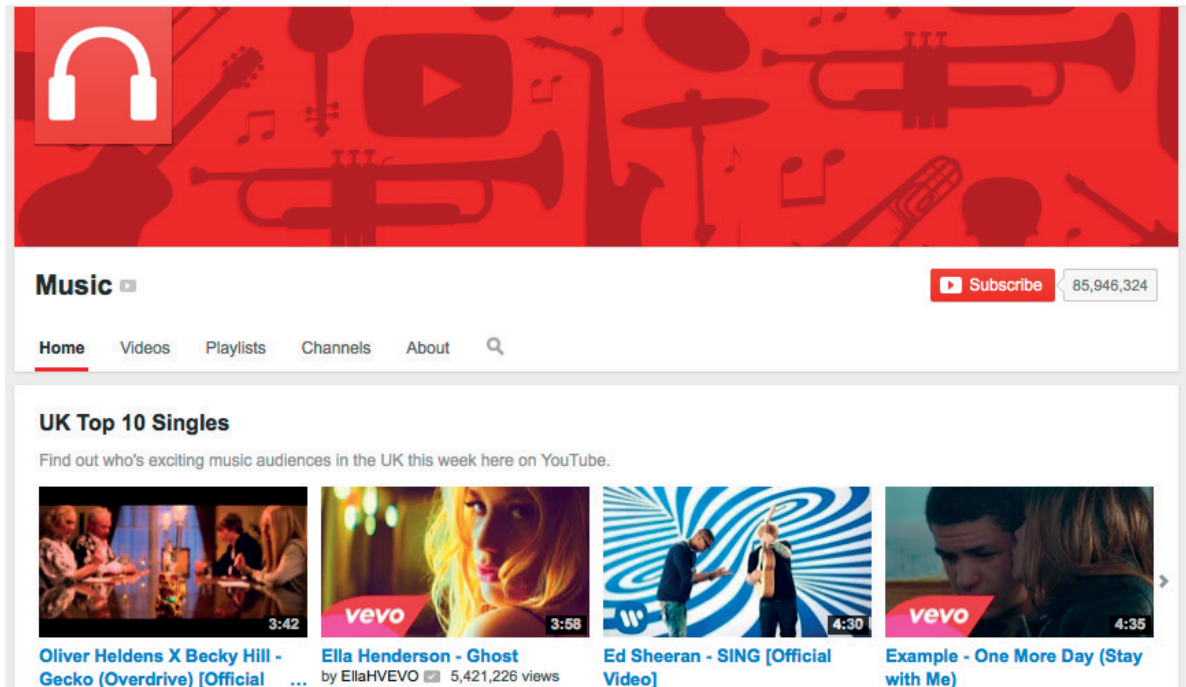 Music
Subscribe 85,946,324
Home Videos Playlists Channels About
UK Top 10 Singles
Find out who's exciting music audiences in the UK this week here on YouTube.
vevo
vevo
3:42
3:58
4:30
4:35
Oliver Heldens X Becky Hill -
Gecko (Overdrive) [Official ...
Ella Henderson - Ghost
by EllaHVEVO 5,421,226 views
Ed Sheeran - SING [Official
Video]
Example - One More Day (Stay
with Me)